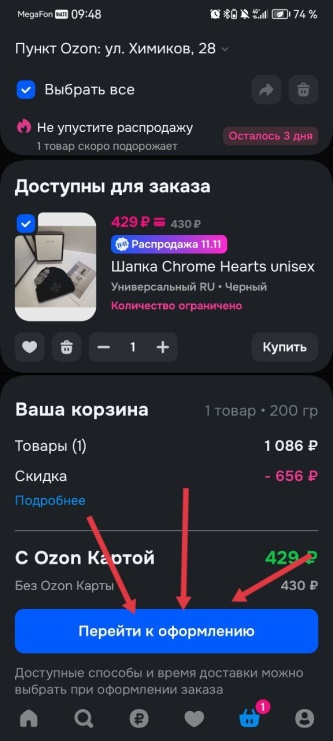 MegaFon VoLTE 09:48 74 %
Пункт Ozon: ул. Химиков, 28
Выбрать все
Не упустите распродажу
1 товар скоро подорожает
Осталось 3 дня
Доступны для заказа
429 ₽ 430 ₽
11.11 Распродажа 11.11
Шапка Chrome Hearts unisex
Универсальный RU • Черный
Количество ограничено
1
Купить
Ваша корзина 1 товар • 200 гр
Товары (1) 1 086 ₽
Скидка - 656 ₽
Подробнее
С Ozon Картой 429 ₽
Без Ozon Карты 430 ₽
Перейти к оформлению
Доступные способы и время доставки можно
выбрать при оформлении заказа
1